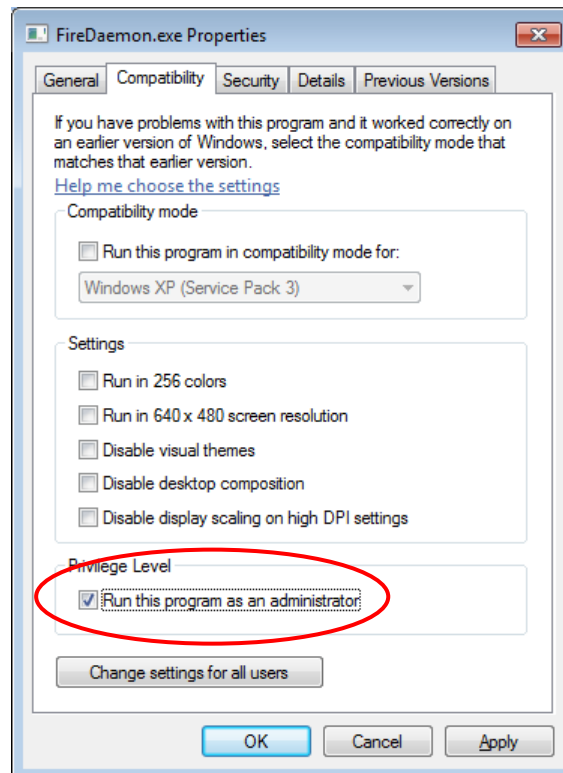 FireDaemon.exe Properties
General Compatibility Security Details Previous Versions
If you have problems with this program and it worked correctly on
an earlier version of Windows, select the compatibility mode that
matches that earlier version.
Help me choose the settings
Compatibility mode
Run this program in compatibility mode for:
Windows XP (Service Pack 3)
Settings
Run in 256 colors
Run in 640 x 480 screen resolution
Disable visual themes
Disable desktop composition
Disable display scaling on high DPI settings
Privilege Level
Run this program as an administrator
Change settings for all users
OK Cancel Apply